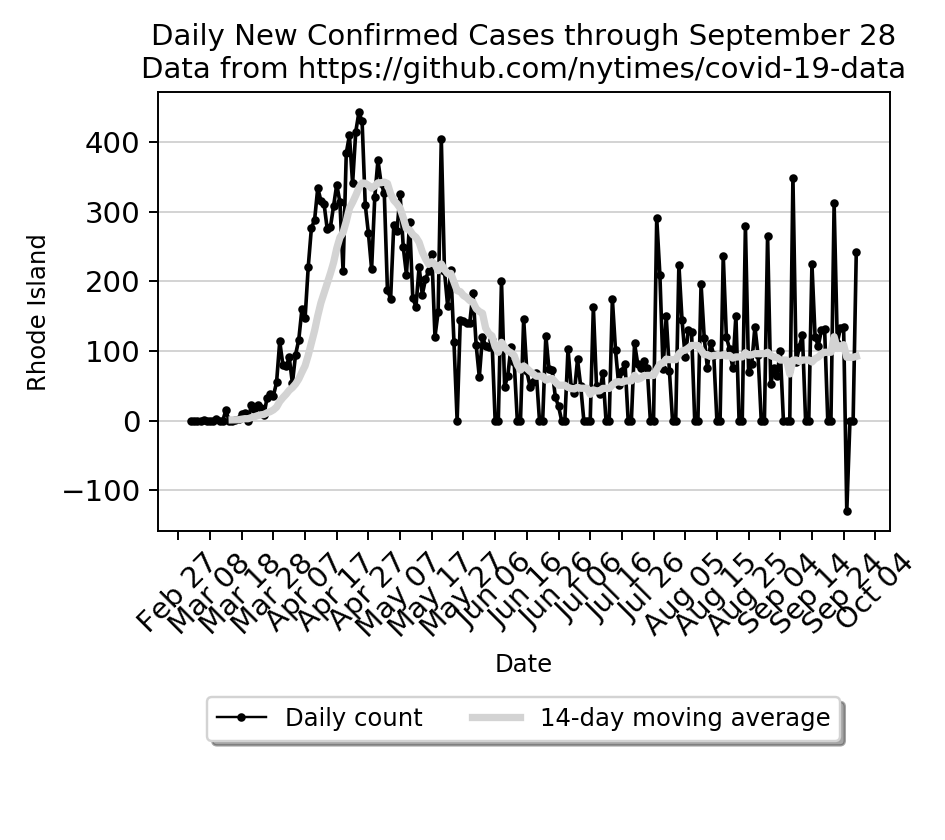 Daily New Confirmed Cases through September 28
Data from https://github.com/nytimes/covid-19-data
Rhode Island
400
300
200
100
0
−100
Feb 27
Mar 08
Mar 18
Mar 28
Apr 07
Apr 17
Apr 27
May 07
May 17
May 27
Jun 06
Jun 16
Jun 26
Jul 06
Jul 16
Jul 26
Aug 05
Aug 15
Aug 25
Sep 04
Sep 14
Sep 24
Oct 04
Date
Daily count
14-day moving average